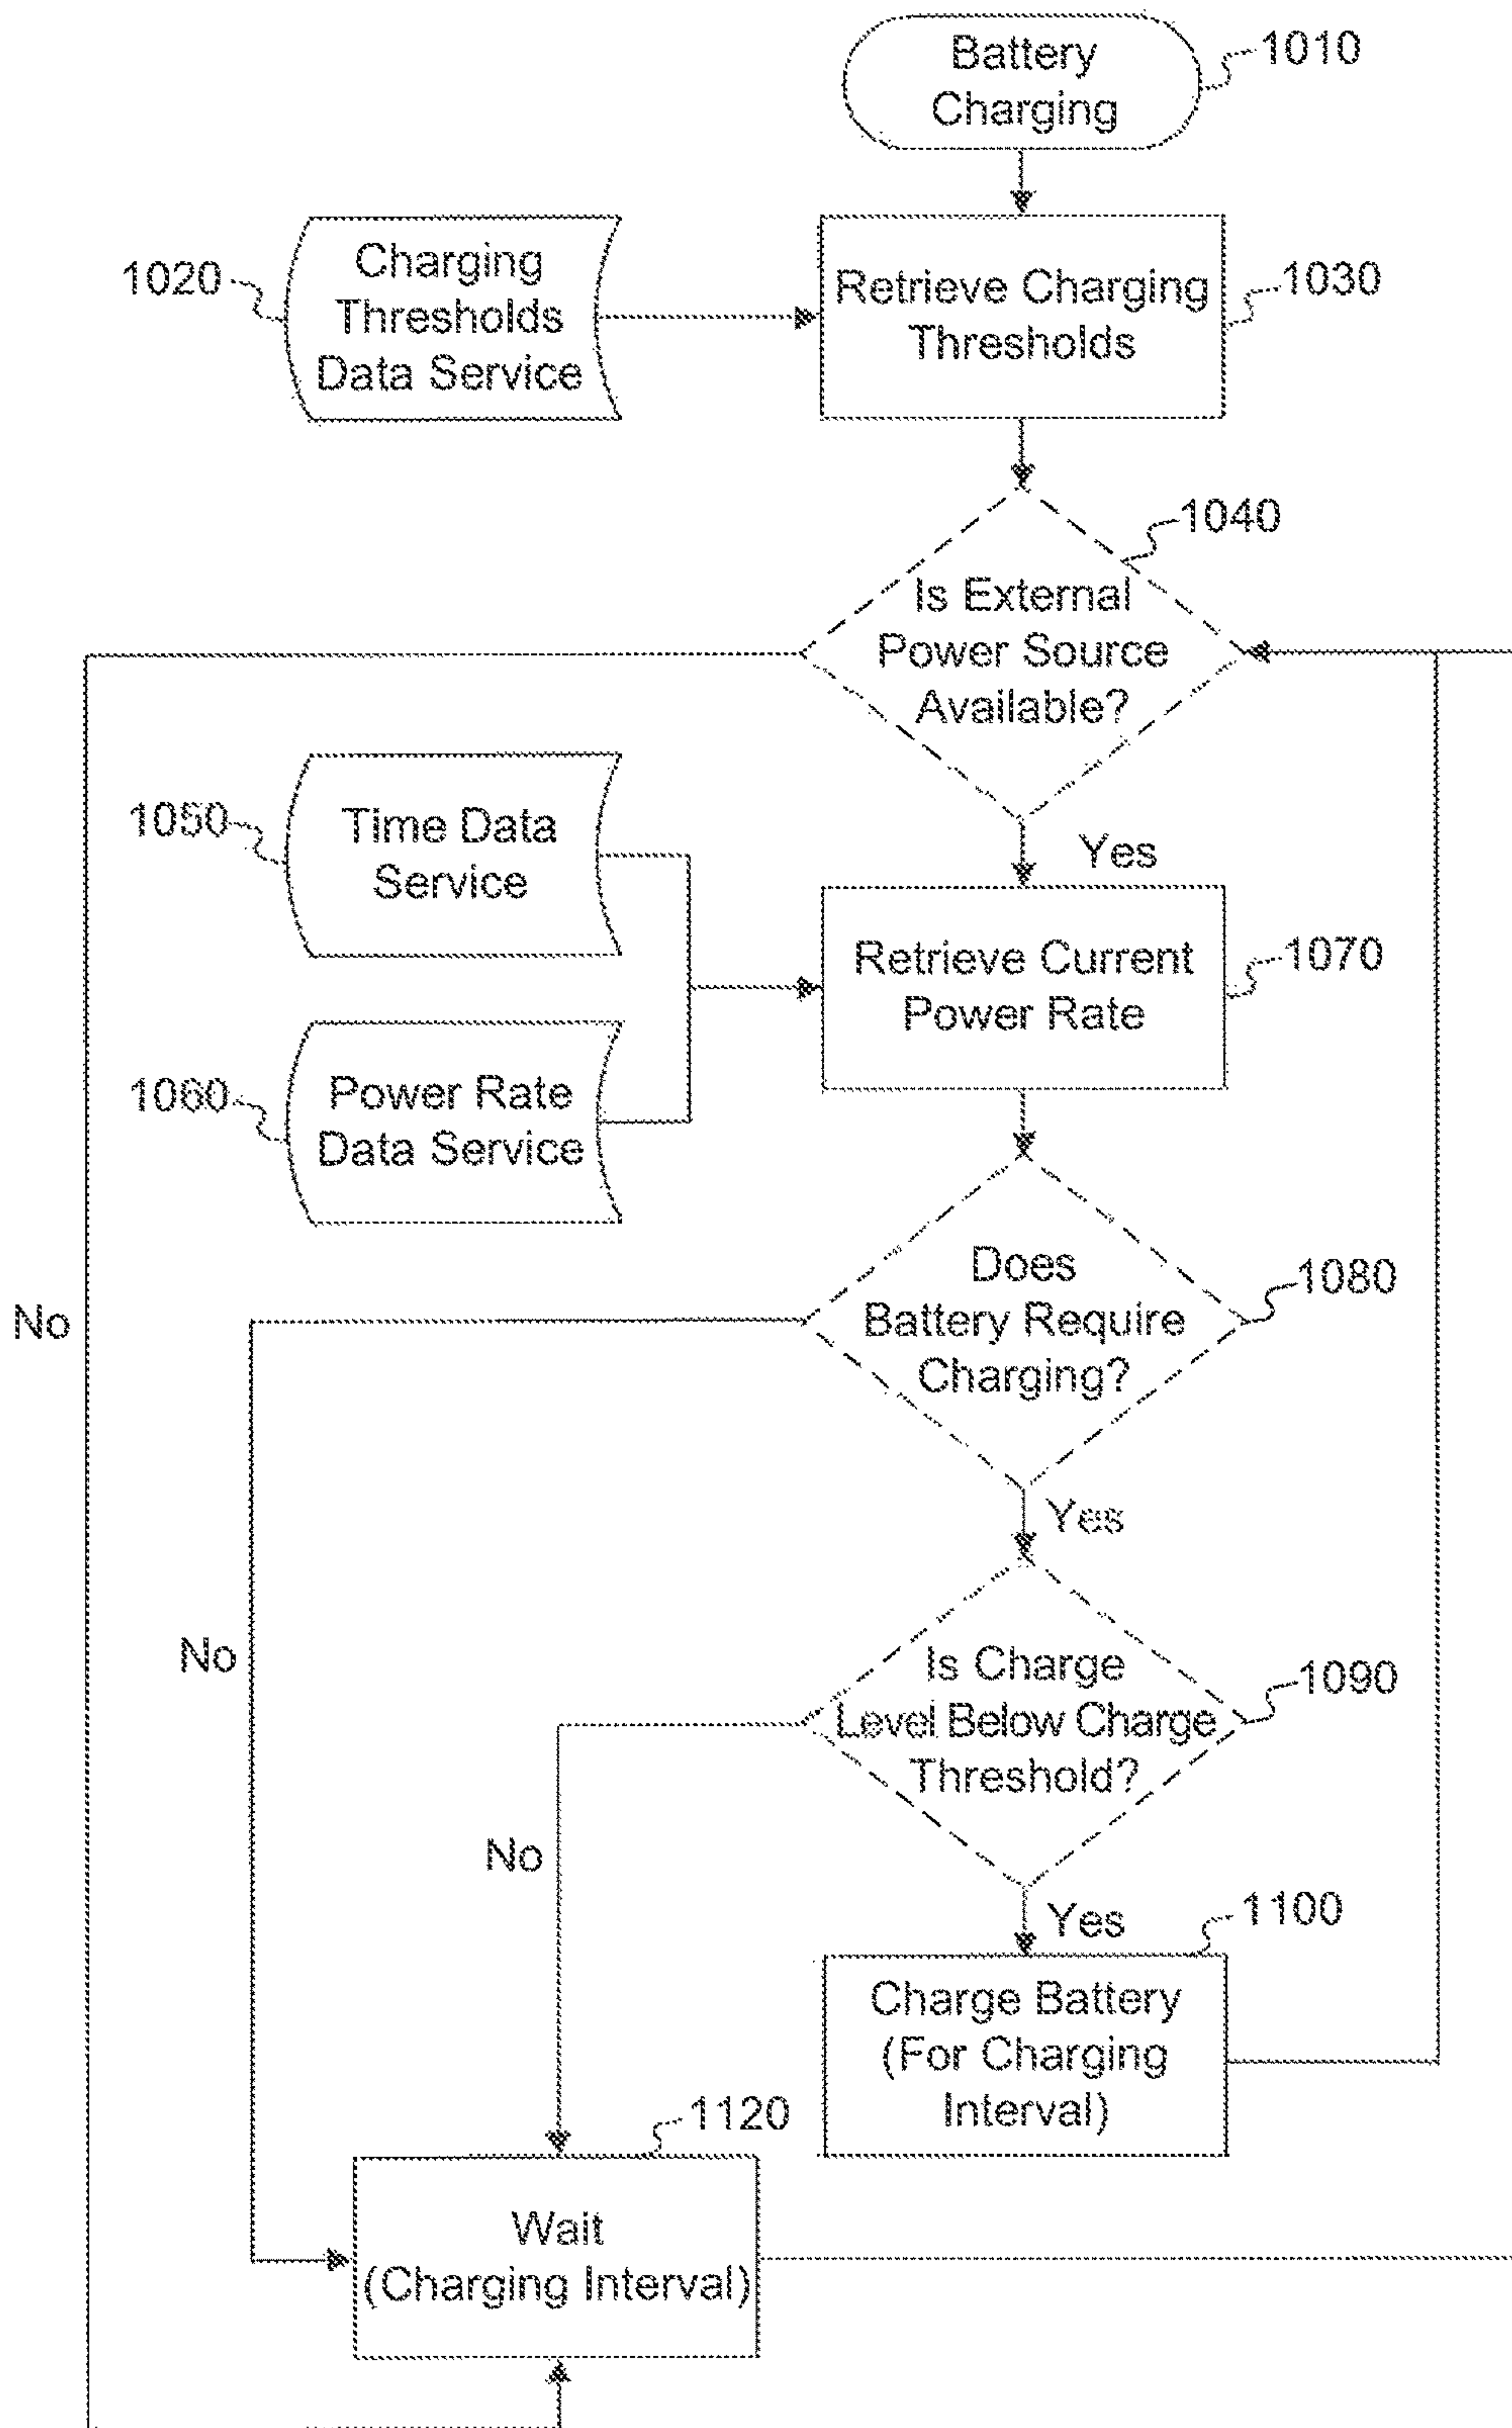 Battery
Charging
1010
1020
Charging
Thresholds
Data Service
Retrieve Charging
Thresholds
1030
1040
Is External
Power Source
Available?
1050
Time Data
Service
Yes
Retrieve Current
Power Rate
1070
1060
Power Rate
Data Service
No
Does
Battery Require
Charging?
1080
Yes
No
Is Charge
Level Below Charge
Threshold?
1090
No
Yes
1100
Charge Battery
(For Charging
Interval)
1120
Wait
(Charging Interval)